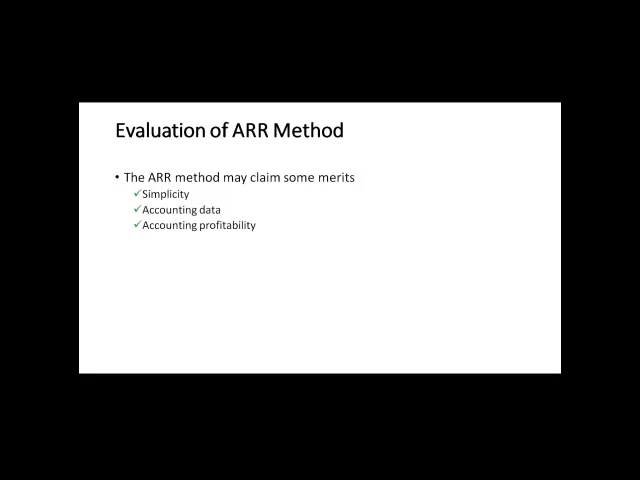 Evaluation of ARR Method
• The ARR method may claim some merits
✓Simplicity
✓Accounting data
✓Accounting profitability